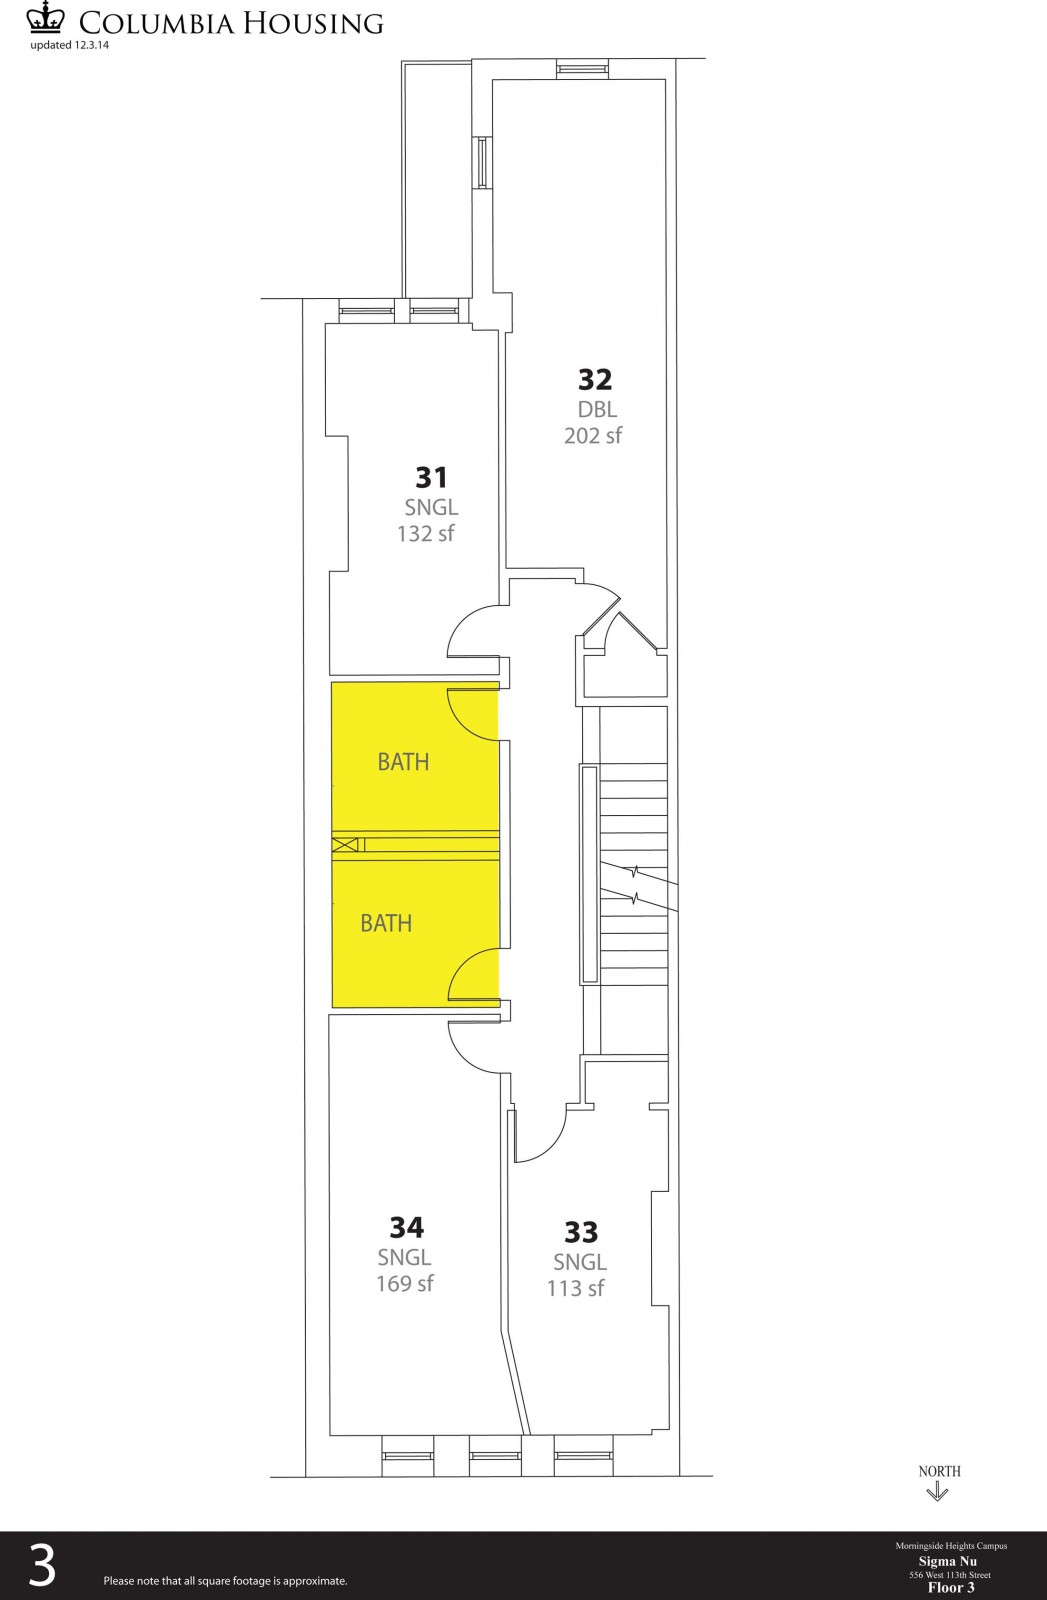 COLUMBIA HOUSING
updated 12.3.14
32
DBL
202 sf
31
SNGL
132 sf
BATH
BATH
34
SNGL
169 sf
33
SNGL
113 sf
NORTH
3
Please note that all square footage is approximate.
Morningside Heights Campus
Sigma Nu
556 West 113th Street
Floor 3